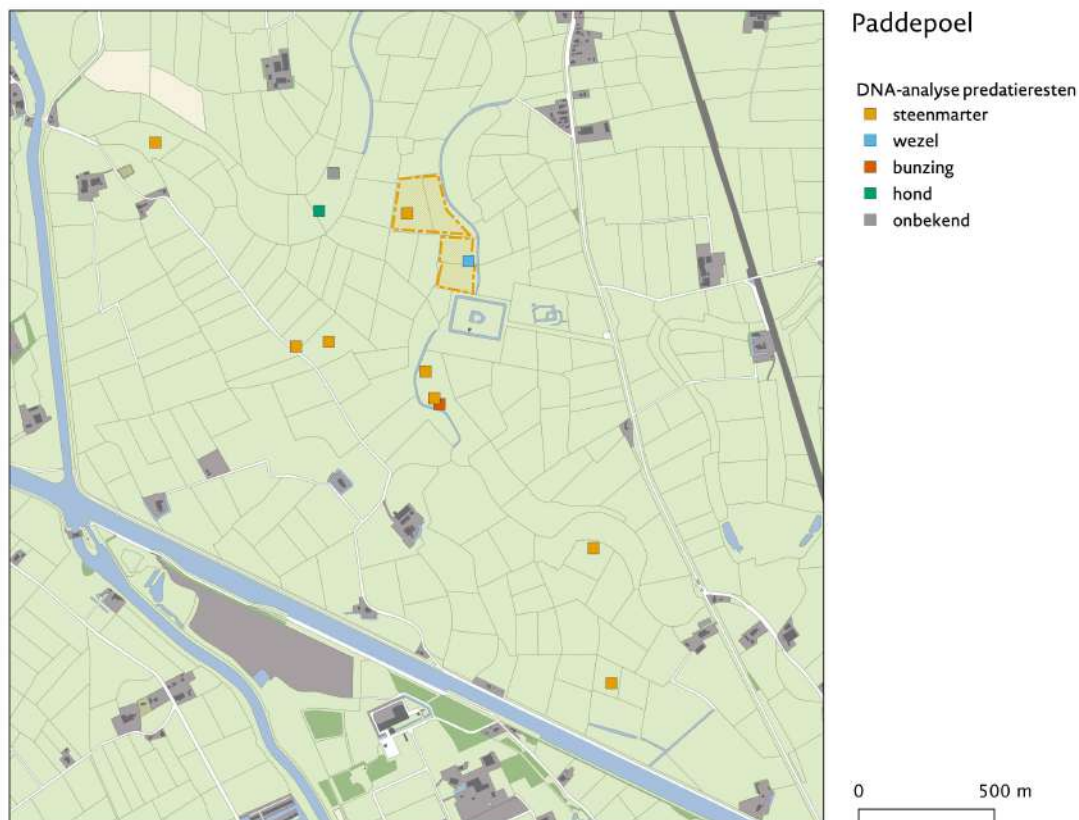 Paddepoel
DNA-analyse predatieresten
steenmarter
wezel
bunzing
hond
onbekend
0 500 m